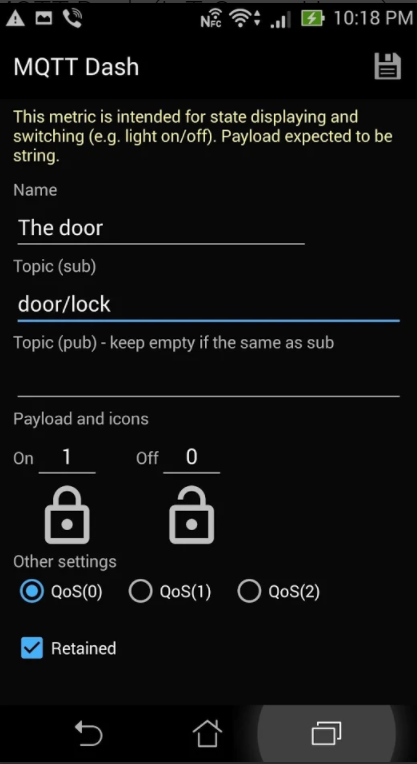 NFC 10:18 PM
MQTT Dash
This metric is intended for state displaying and
switching (e.g. light on/off). Payload expected to be
string.
Name
The door
Topic (sub)
door/lock
Topic (pub) - keep empty if the same as sub
Payload and icons
On 1 Off 0
Other settings
QoS(0) QoS(1) QoS(2)
Retained